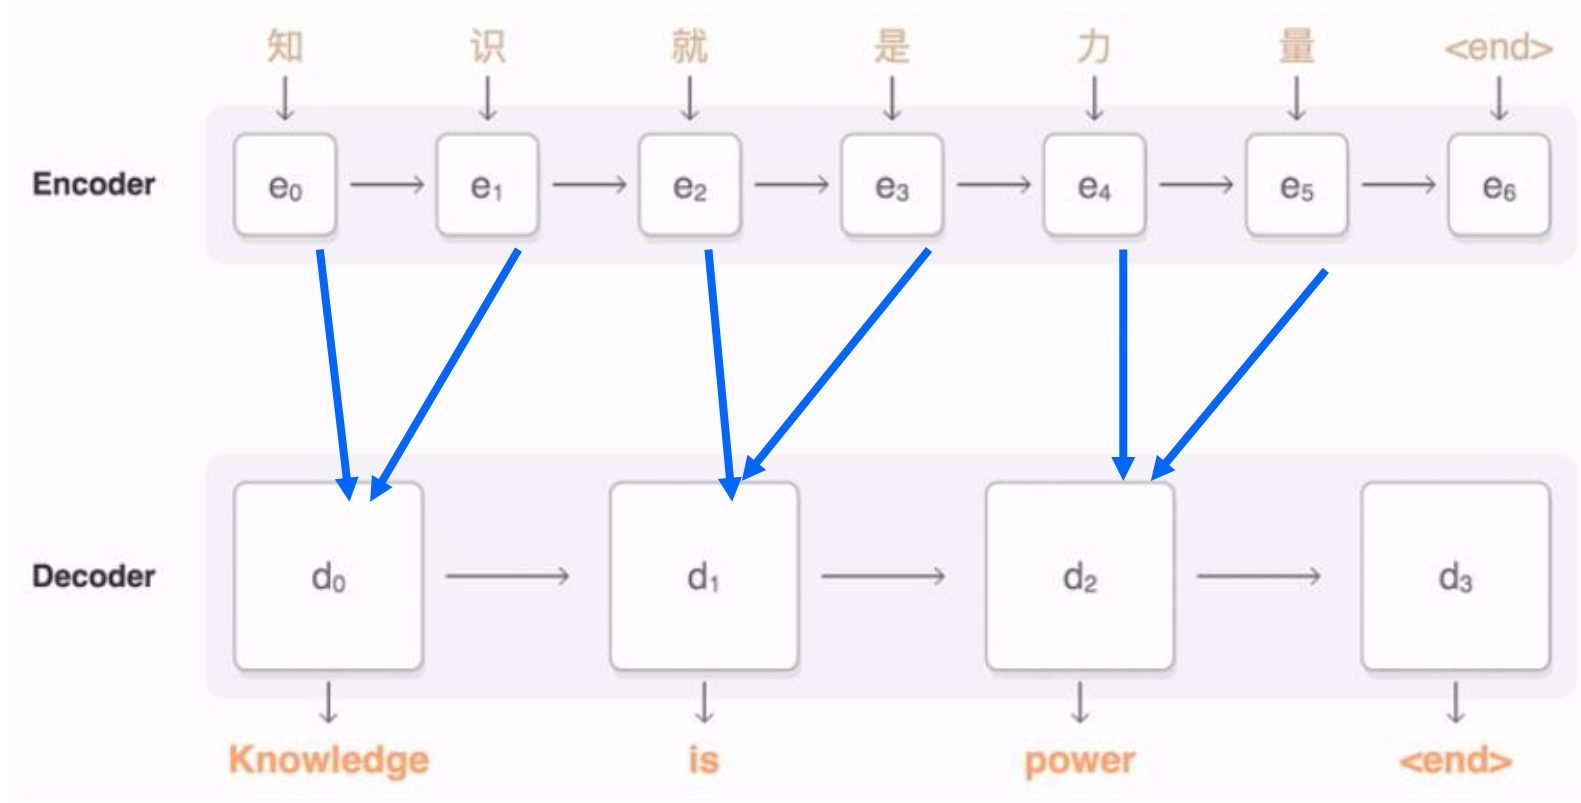 知 识 就 是 力 量 <end>
Encoder e0 e1 e2 e3 e4 e5 e6
Decoder d0 d1 d2 d3
Knowledge is power <end>